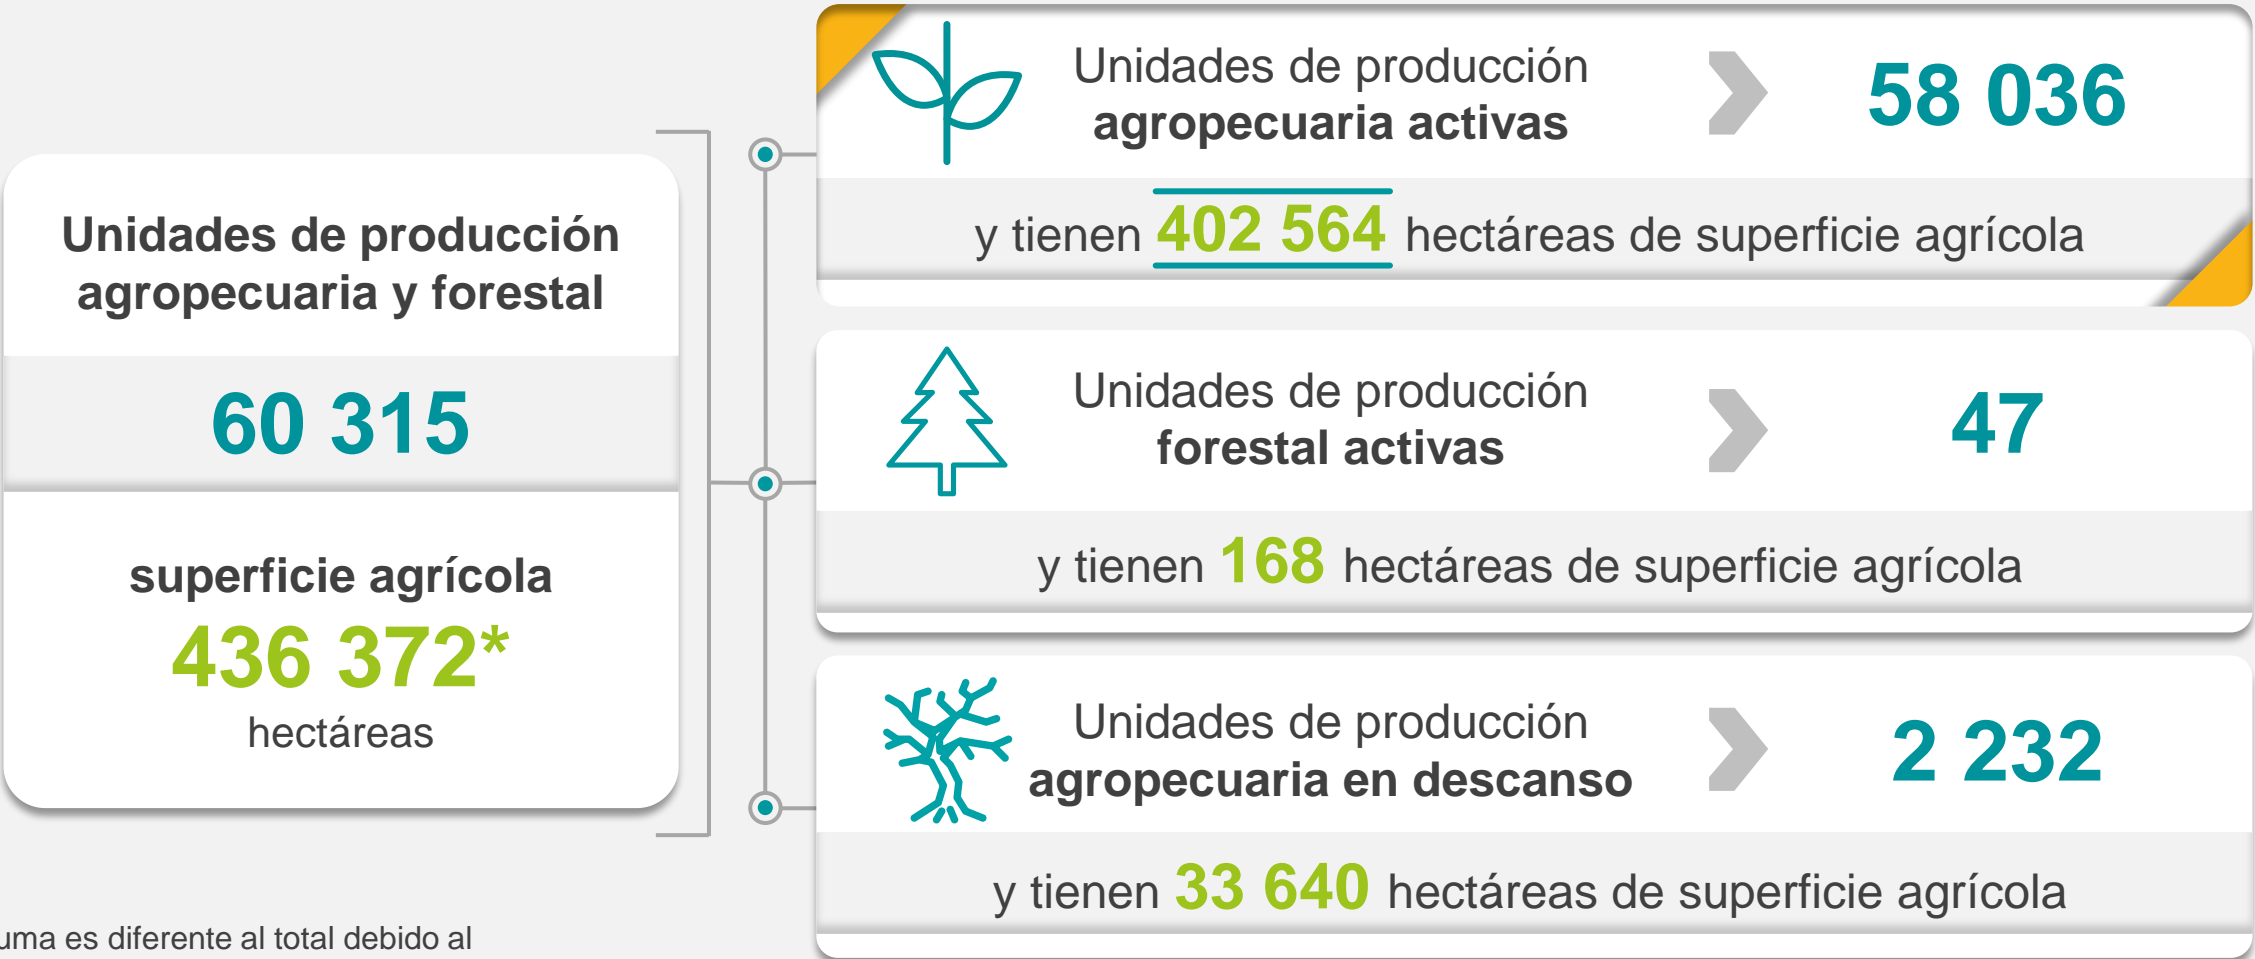 Unidades de producción
agropecuaria y forestal
60 315
superficie agrícola
436 372*
hectáreas
Unidades de producción
agropecuaria activas
58 036
y tienen 402 564 hectáreas de superficie agrícola
Unidades de producción
forestal activas
47
y tienen 168 hectáreas de superficie agrícola
Unidades de producción
agropecuaria en descanso
2 232
y tienen 33 640 hectáreas de superficie agrícola
es diferente al total debido al